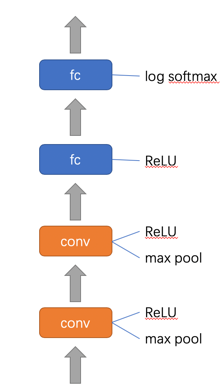 fc
log softmax
fc
ReLU
conv
ReLU
max pool
conv
ReLU
max pool